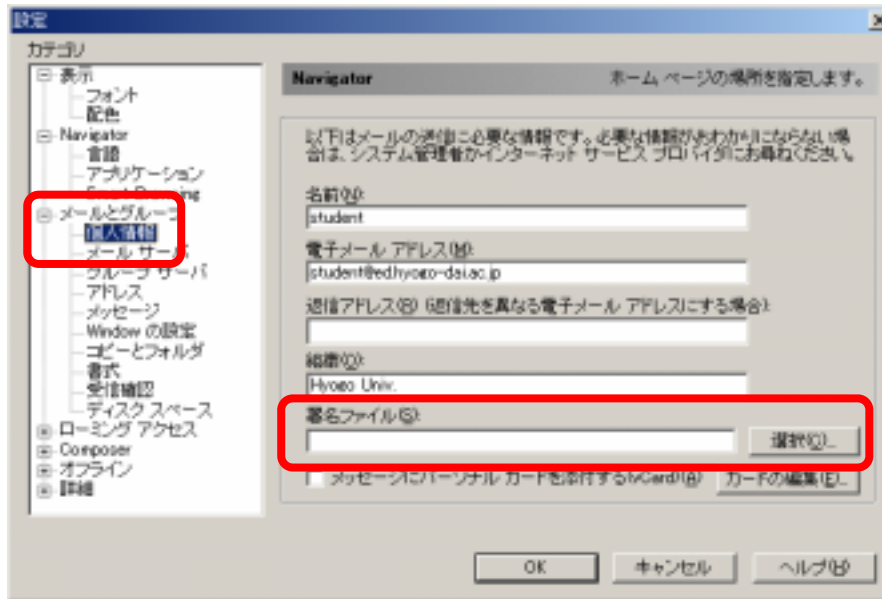 設定
カテゴリ
表示
フォント
配色
Navigator
言語
アプリケーション
Smart Browsing
メールとグループ
個人情報
メール サーバ
グループ サーバ
アドレス
メッセージ
Window の設定
コピーとフォルダ
書式
受信確認
ディスク スペース
ローミング アクセス
Composer
オフライン
詳細
Navigator ホーム ページの場所を指定します。
以下はメールの送信に必要な情報です。必要な情報がおわかりにならない場
合は、システム管理者かインターネット サービス プロバイダにお尋ねください。
名前(N):
student
電子メール アドレス(M):
student@ed.hyogo-dai.ac.jp
返信アドレス(R) (返信先を異なる電子メール アドレスにする場合):
組織(O):
Hyogo Univ.
署名ファイル(S):
選択(C)...
メッセージにパーソナル カードを添付する(vCard)(A) カードの編集(E)...
OK キャンセル ヘルプ(H)